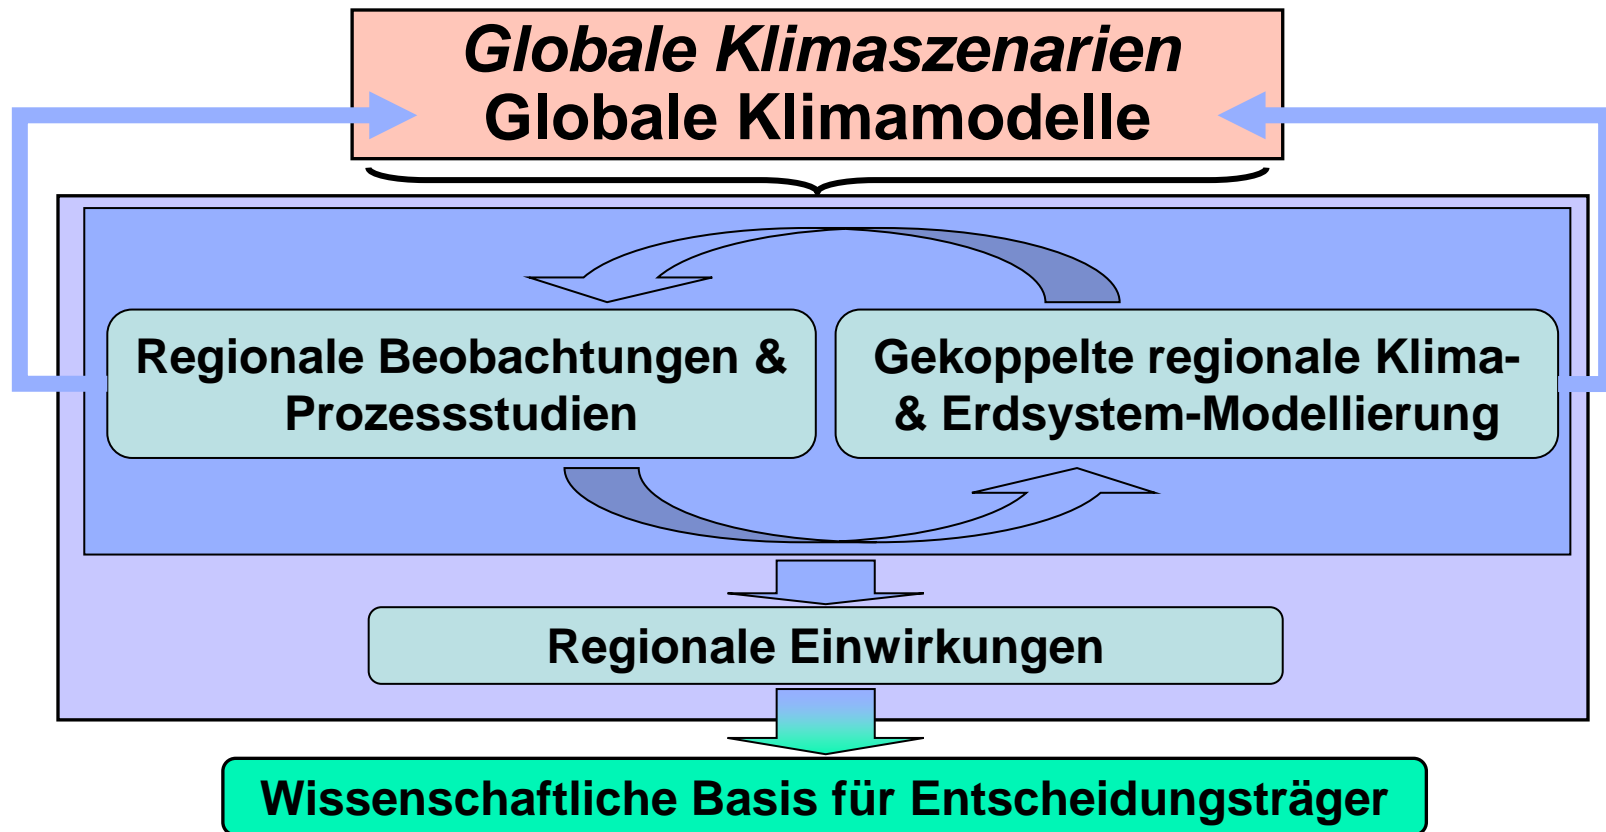 Globale Klimaszenarien
Globale Klimamodelle
Regionale Beobachtungen &
Prozessstudien
Gekoppelte regionale Klima-
& Erdsystem-Modellierung
Regionale Einwirkungen
Wissenschaftliche Basis für Entscheidungsträger